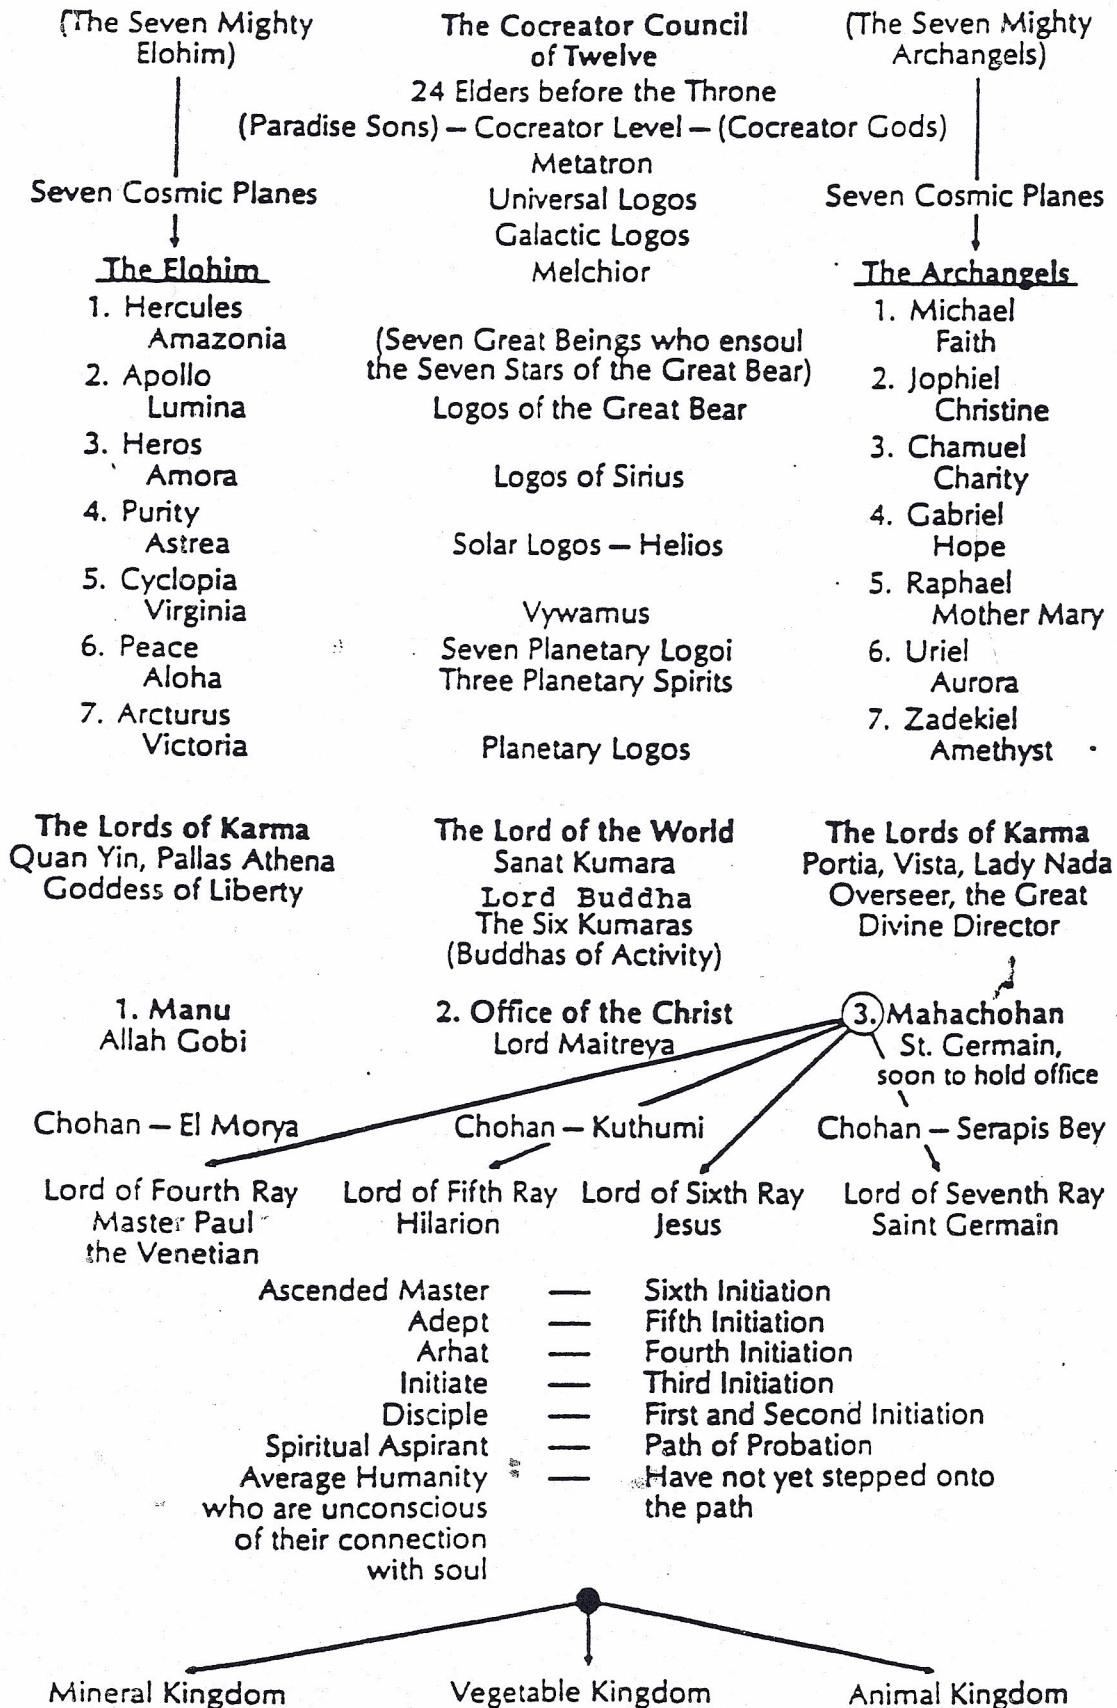 (The Seven Mighty
Elohim)
The Cocreator Council
of Twelve
(The Seven Mighty
Archangels)
24 Elders before the Throne
(Paradise Sons) — Cocreator Level — (Cocreator Gods)
Metatron
Seven Cosmic Planes
Universal Logos
Seven Cosmic Planes
Galactic Logos
Melchior
The Elohim
1. Hercules
Amazonia
2. Apollo
Lumina
3. Heros
Amora
4. Purity
Astrea
5. Cyclopia
Virginia
6. Peace
Aloha
7. Arcturus
Victoria
(Seven Great Beings who ensoul
the Seven Stars of the Great Bear)
Logos of the Great Bear
Logos of Sirius
Solar Logos — Helios
Vywamus
Seven Planetary Logoi
Three Planetary Spirits
Planetary Logos
The Archangels
1. Michael
Faith
2. Jophiel
Christine
3. Chamuel
Charity
4. Gabriel
Hope
5. Raphael
Mother Mary
6. Uriel
Aurora
7. Zadekiel
Amethyst
The Lords of Karma
Quan Yin, Pallas Athena
Goddess of Liberty
The Lord of the World
Sanat Kumara
Lord Buddha
The Six Kumaras
(Buddhas of Activity)
The Lords of Karma
Portia, Vista, Lady Nada
Overseer, the Great
Divine Director
1. Manu
Allah Gobi
2. Office of the Christ
Lord Maitreya
3. Mahachohan
St. Germain,
soon to hold office
Chohan — El Morya
Chohan — Kuthumi
Chohan — Serapis Bey
Lord of Fourth Ray
Master Paul
the Venetian
Lord of Fifth Ray
Hilarion
Lord of Sixth Ray
Jesus
Lord of Seventh Ray
Saint Germain
Ascended Master — Sixth Initiation
Adept — Fifth Initiation
Arhat — Fourth Initiation
Initiate — Third Initiation
Disciple — First and Second Initiation
Spiritual Aspirant — Path of Probation
Average Humanity — Have not yet stepped onto
who are unconscious the path
of their connection
with soul
Mineral Kingdom
Vegetable Kingdom
Animal Kingdom